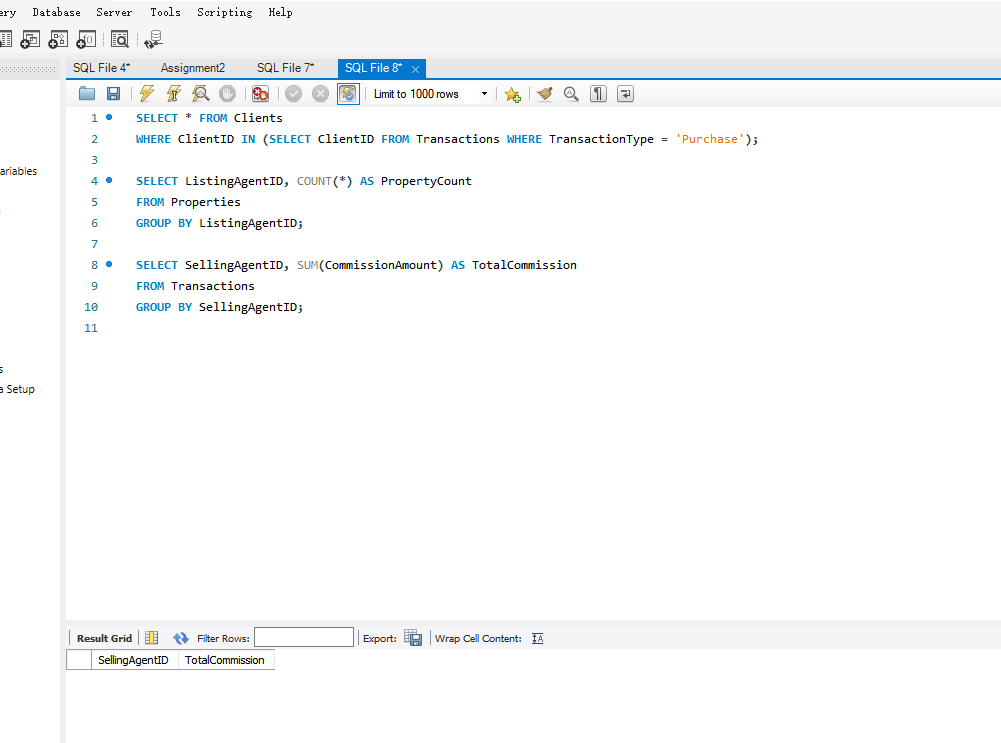 ery Database Server Tools Scripting Help
SQL File 4* Assignment2 SQL File 7* SQL File 8*
Limit to 1000 rows
1 SELECT * FROM Clients
2 WHERE ClientID IN (SELECT ClientID FROM Transactions WHERE TransactionType = 'Purchase');
3
4 SELECT ListingAgentID, COUNT(*) AS PropertyCount
5 FROM Properties
6 GROUP BY ListingAgentID;
7
8 SELECT SellingAgentID, SUM(CommissionAmount) AS TotalCommission
9 FROM Transactions
10 GROUP BY SellingAgentID;
11
ariables
s
a Setup
Result Grid Filter Rows: Export: Wrap Cell Content:
SellingAgentID TotalCommission